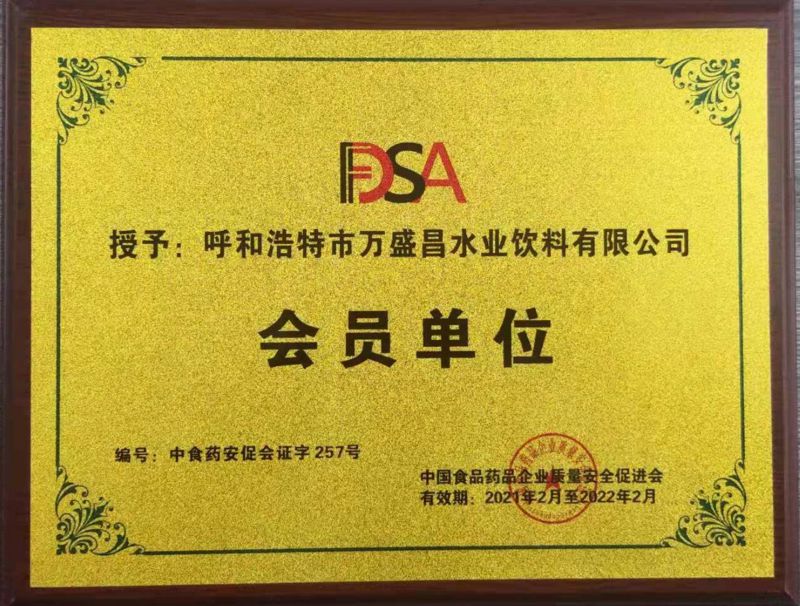 FDSA
授予：呼和浩特市万盛昌水业饮料有限公司
会员单位
编号：中食药安促会证字257号
中国食品药品企业质量安全促进会
有效期：2021年2月至2022年2月